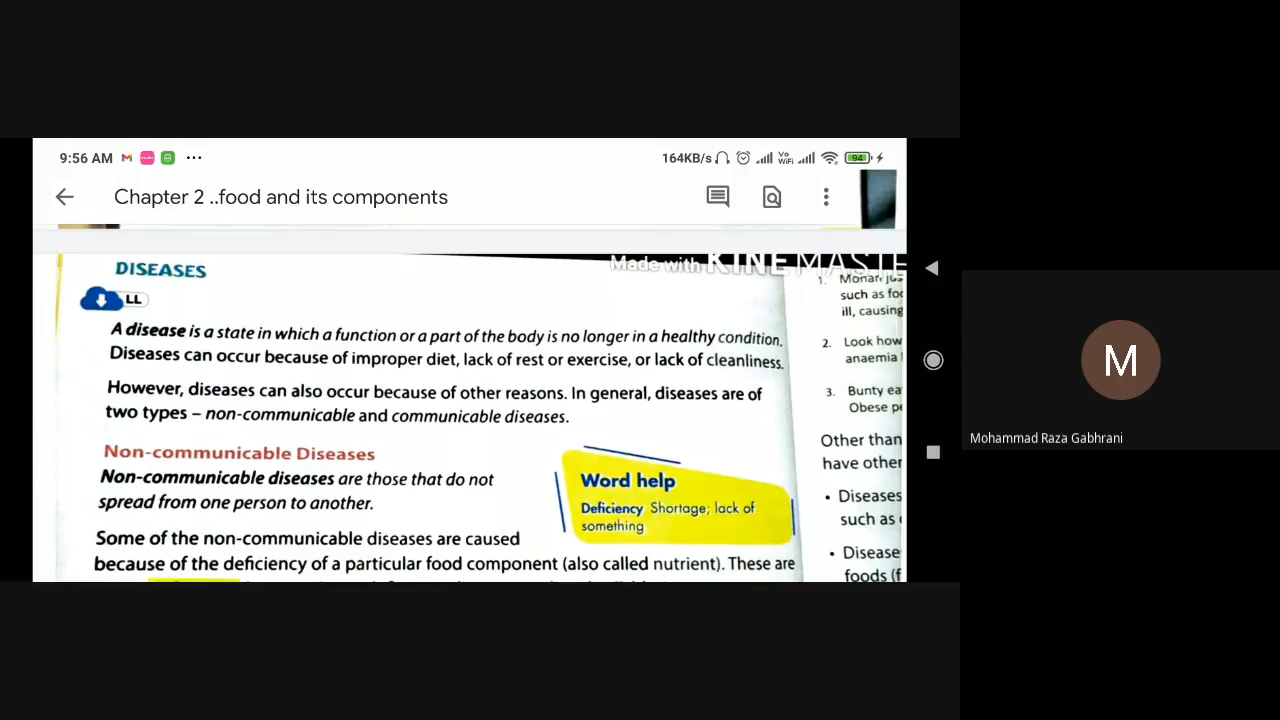 9:56 AM
164KB/s
Vo
WiFi
94
Chapter 2 ..food and its components
Made with KINEMASTE
DISEASES
LL
A disease is a state in which a function or a part of the body is no longer in a healthy condition.
Diseases can occur because of improper diet, lack of rest or exercise, or lack of cleanliness.
However, diseases can also occur because of other reasons. In general, diseases are of
two types – non-communicable and communicable diseases.
Non-communicable Diseases
Non-communicable diseases are those that do not
spread from one person to another.
Word help
Deficiency Shortage; lack of
something
Some of the non-communicable diseases are caused
because of the deficiency of a particular food component (also called nutrient). These are
1.
such as
ill, causing
2. Look how
anaemia
3. Bunty
Obese
Other than
have other
• Diseases
such as
• Disease
foods
M
Mohammad Raza Gabhrani